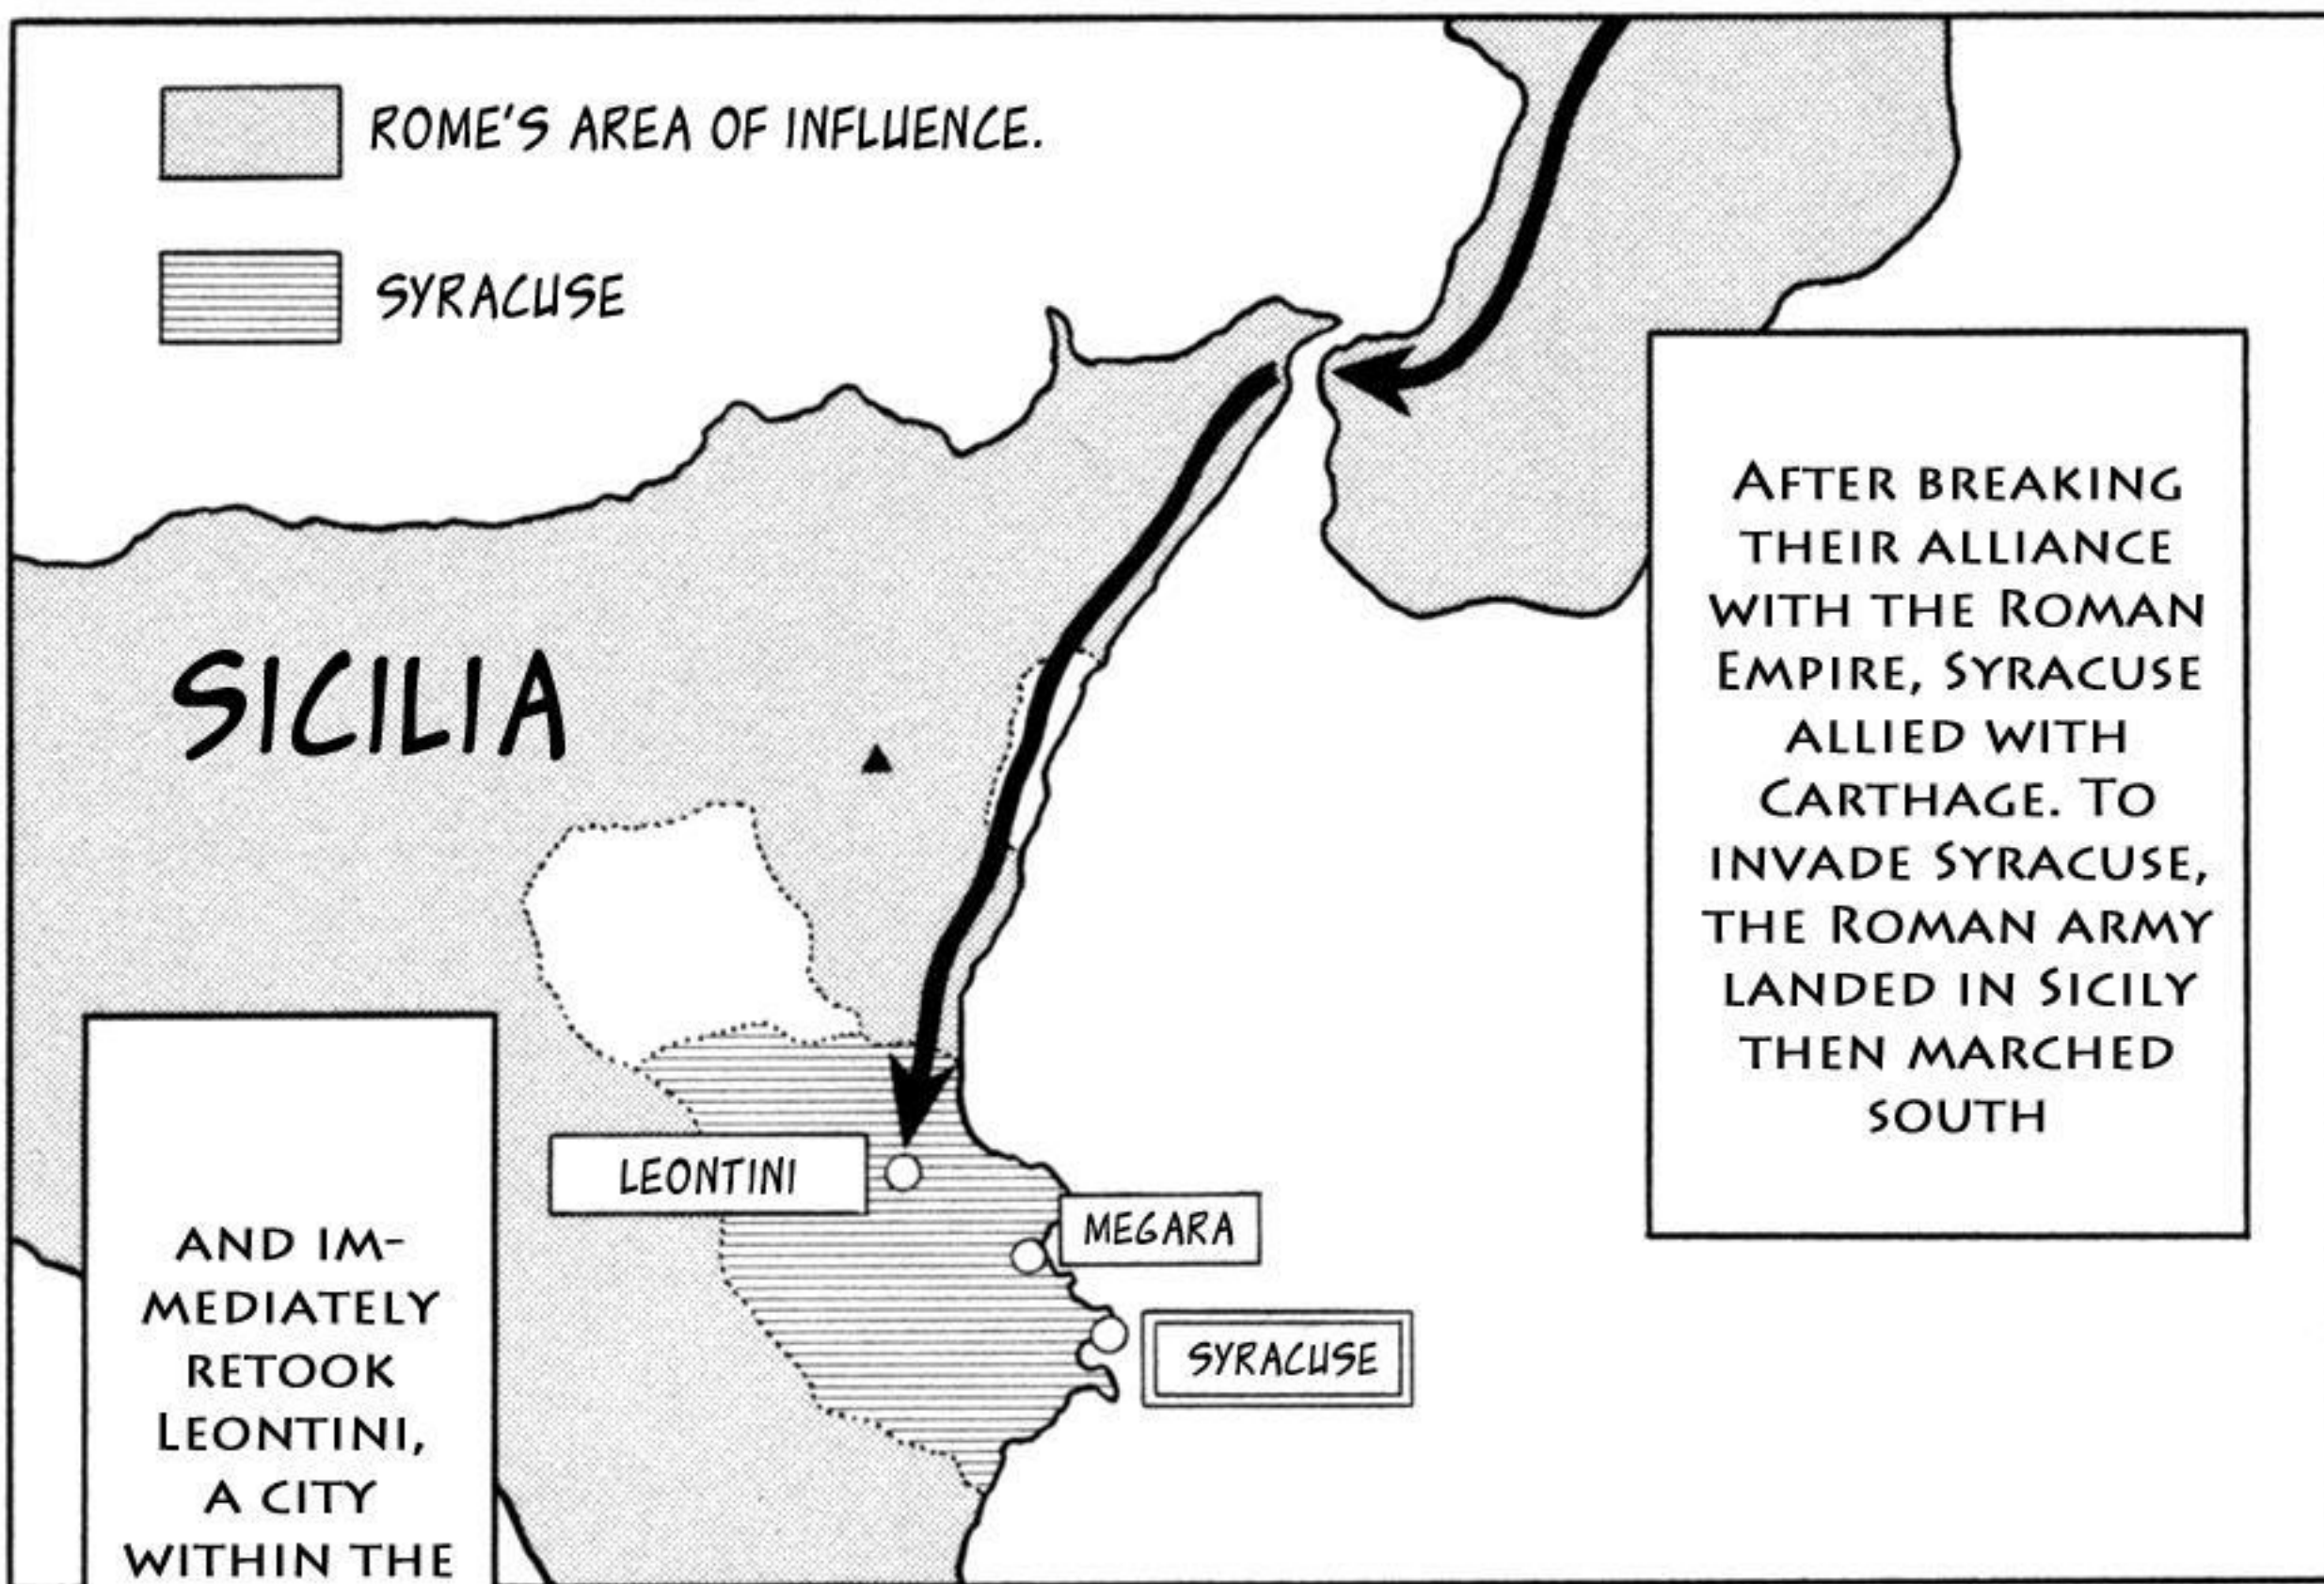 ROME'S AREA OF INFLUENCE.
SYRACUSE
SICILIA
AFTER BREAKING
THEIR ALLIANCE
WITH THE ROMAN
EMPIRE, SYRACUSE
ALLIED WITH
CARTHAGE. TO
INVADE SYRACUSE,
THE ROMAN ARMY
LANDED IN SICILY
THEN MARCHED
SOUTH
LEONTINI
MEGARA
SYRACUSE
AND IM-
MEDIATELY
RETOOK
LEONTINI,
A CITY
WITHIN THE